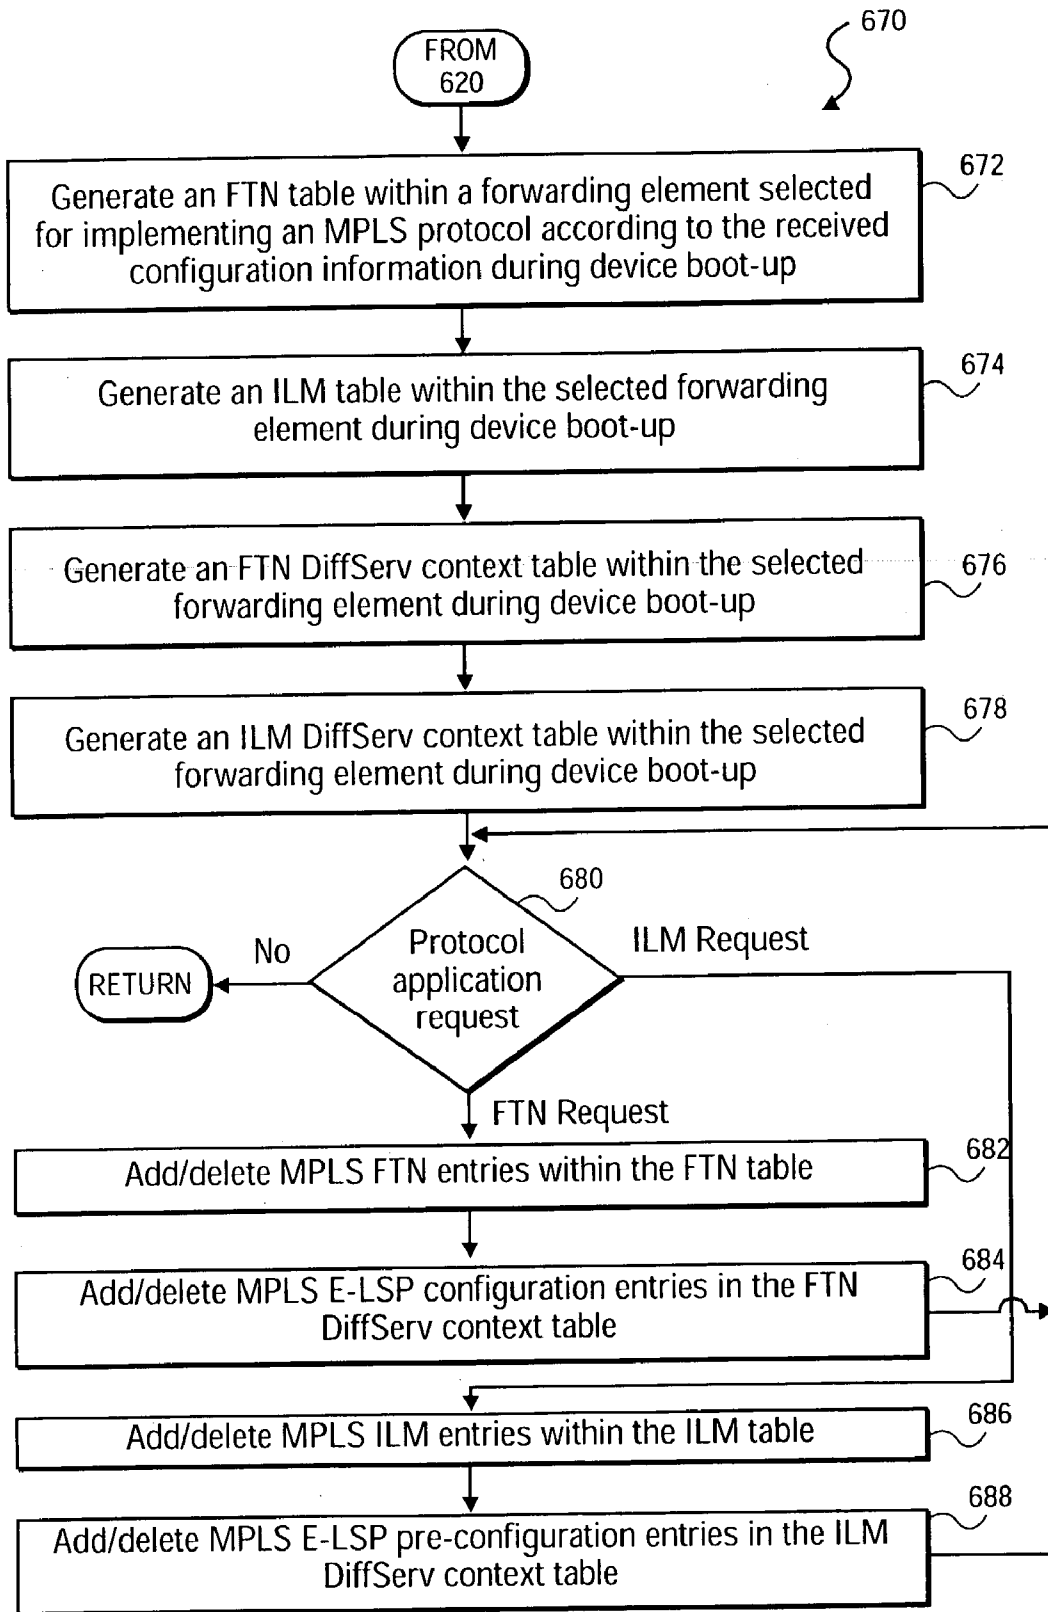 670
FROM
620
672
Generate an FTN table within a forwarding element selected
for implementing an MPLS protocol according to the received
configuration information during device boot-up
674
Generate an ILM table within the selected forwarding
element during device boot-up
676
Generate an FTN DiffServ context table within the selected
forwarding element during device boot-up
678
Generate an ILM DiffServ context table within the selected
forwarding element during device boot-up
680
Protocol
application
request
No
RETURN
ILM Request
FTN Request
682
Add/delete MPLS FTN entries within the FTN table
684
Add/delete MPLS E-LSP configuration entries in the FTN
DiffServ context table
686
Add/delete MPLS ILM entries within the ILM table
688
Add/delete MPLS E-LSP pre-configuration entries in the ILM
DiffServ context table